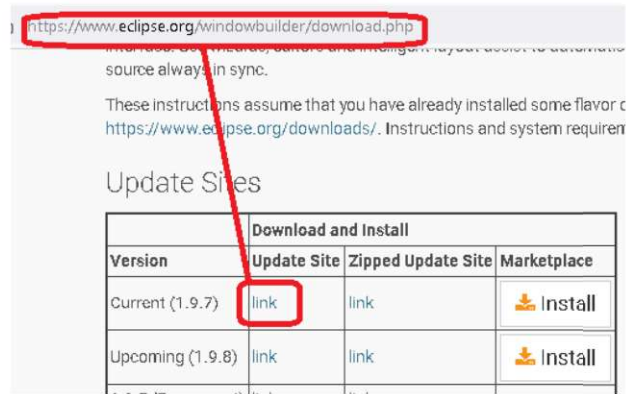 https://www.eclipse.org/windowbuilder/download.php
source always in sync.
These instructions assume that you have already installed some flavor
https://www.eclipse.org/downloads/. Instructions and system
Update Sites
Download and Install
Version Update Site Zipped Update Site Marketplace
Current (1.9.7) link link Install
Upcoming (1.9.8) link link Install